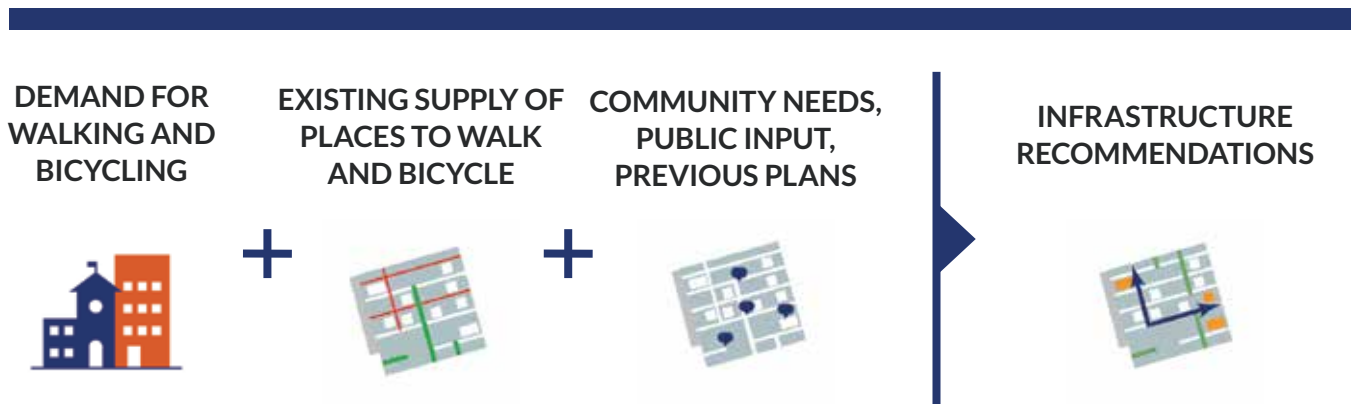 DEMAND FOR
WALKING AND
BICYCLING
EXISTING SUPPLY OF
PLACES TO WALK
AND BICYCLE
COMMUNITY NEEDS,
PUBLIC INPUT,
PREVIOUS PLANS
INFRASTRUCTURE
RECOMMENDATIONS